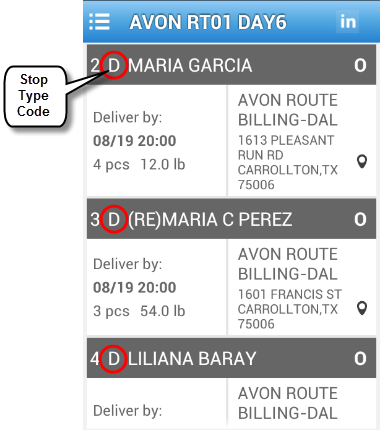 AVON RT01 DAY6
in
Stop
Type
Code
2 D MARIA GARCIA O
Deliver by:
08/19 20:00
4 pcs 12.0 lb
AVON ROUTE
BILLING-DAL
1613 PLEASANT
RUN RD
CARROLLTON,TX
75006
3 D (RE)MARIA C PEREZ O
Deliver by:
08/19 20:00
3 pcs 54.0 lb
AVON ROUTE
BILLING-DAL
1601 FRANCIS ST
CARROLLTON,TX
75006
4 D LILIANA BARAY O
Deliver by:
AVON ROUTE
BILLING-DAL